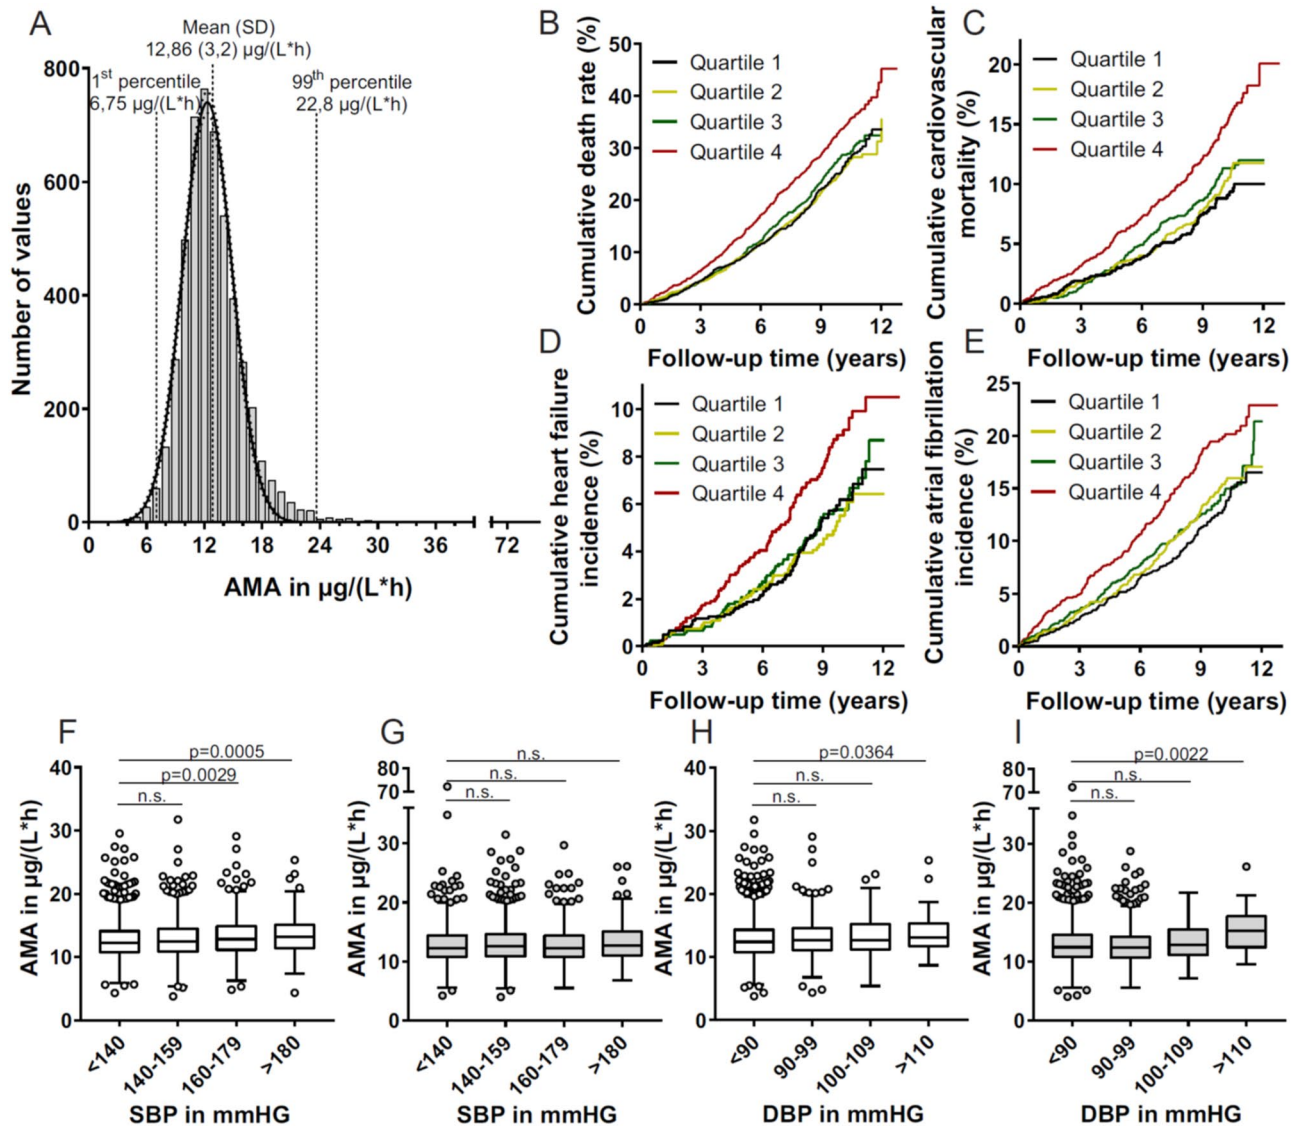 A
Mean (SD)
12,86 (3,2) µg/(L*h)
1st percentile
6,75 µg/(L*h)
99th percentile
22,8 µg/(L*h)
Number of values
800
600
400
200
0
0 6 12 18 24 30 36 72
AMA in µg/(L*h)
B
Cumulative death rate (%)
50
40
30
20
10
0
Quartile 1
Quartile 2
Quartile 3
Quartile 4
0 3 6 9 12
Follow-up time (years)
C
Cumulative cardiovascular
mortality (%)
20
15
10
5
0
Quartile 1
Quartile 2
Quartile 3
Quartile 4
0 3 6 9 12
Follow-up time (years)
D
Cumulative heart failure
incidence (%)
10
8
6
4
2
0
Quartile 1
Quartile 2
Quartile 3
Quartile 4
0 3 6 9 12
Follow-up time (years)
E
Cumulative atrial fibrillation
incidence (%)
25
20
15
10
5
0
Quartile 1
Quartile 2
Quartile 3
Quartile 4
0 3 6 9 12
Follow-up time (years)
F
p=0.0005
p=0.0029
n.s.
AMA in µg/(L*h)
40
30
20
10
0
<140 140-159 160-179 >180
SBP in mmHG
G
n.s.
n.s.
n.s.
AMA in µg/(L*h)
80
70
30
20
10
0
<140 140-159 160-179 >180
SBP in mmHG
H
p=0.0364
n.s.
n.s.
AMA in µg/(L*h)
40
30
20
10
0
<90 90-99 100-109 >110
DBP in mmHG
I
p=0.0022
n.s.
n.s.
AMA in µg/(L*h)
80
70
30
20
10
0
<90 90-99 100-109 >110
DBP in mmHG